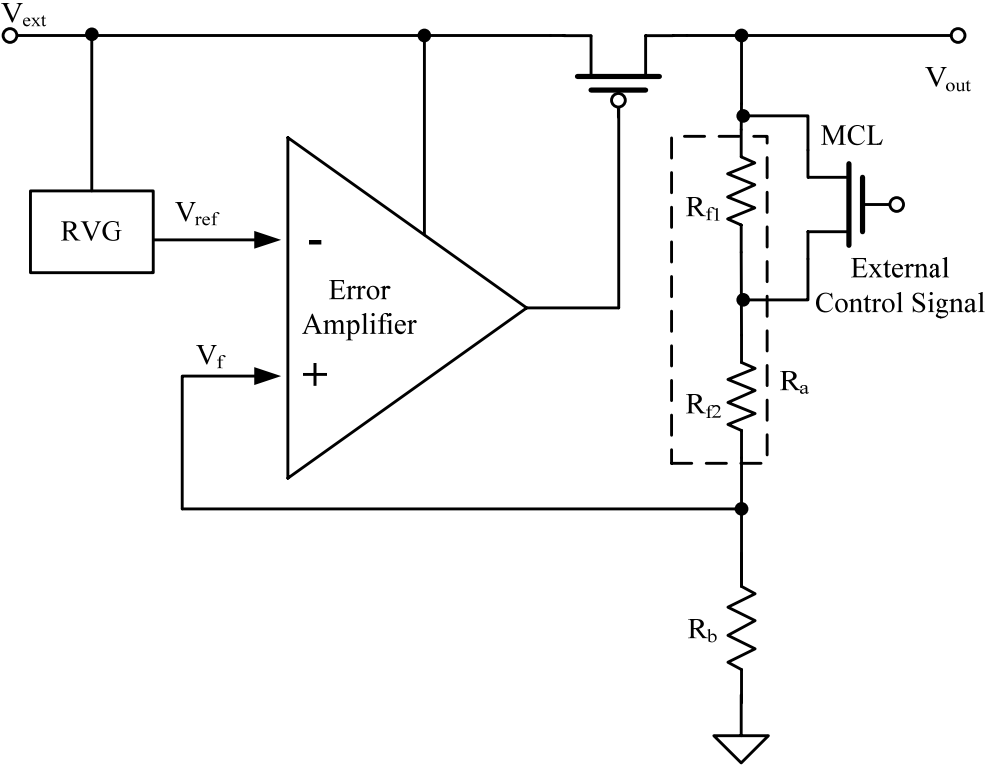 Vext
Vout
MCL
Rf1
RVG
Vref
-
Error
Amplifier
External
Control Signal
Vf
+
Ra
Rf2
Rb